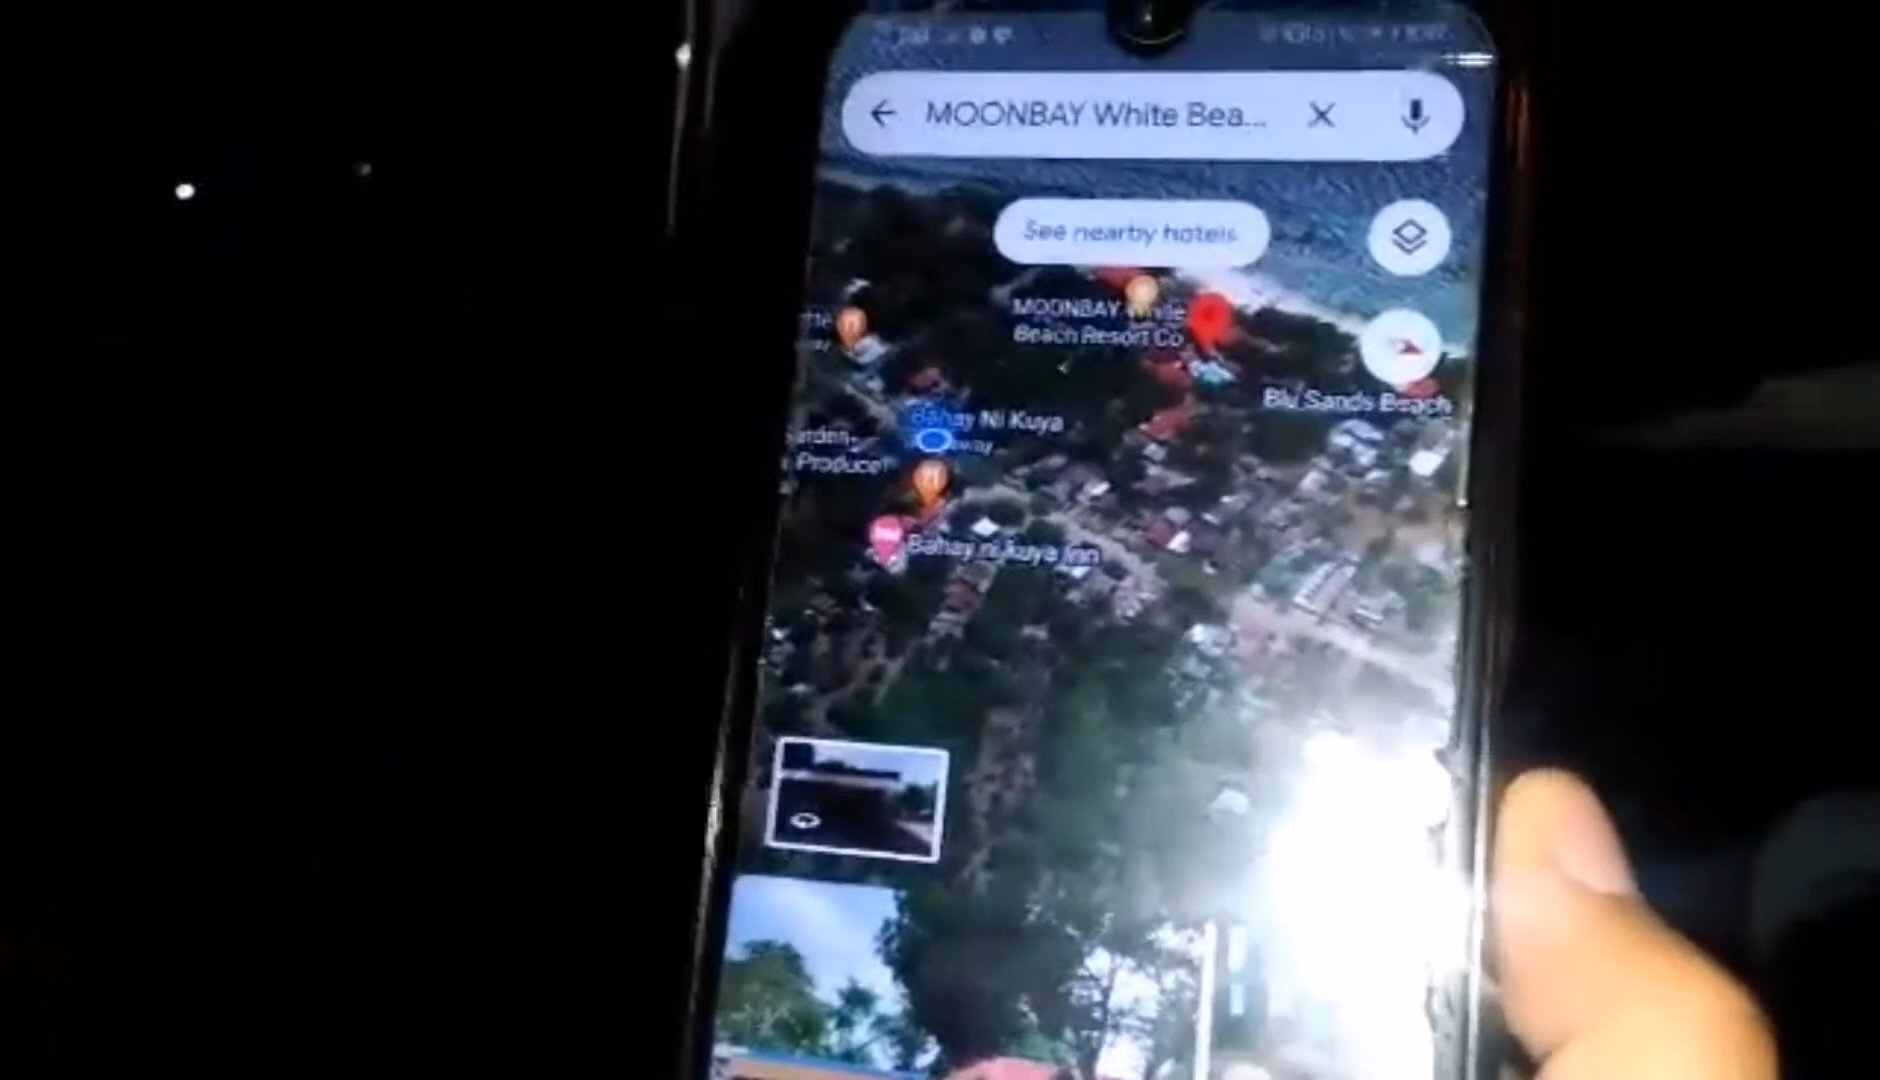 MOONBAY White Bea...
See nearby hotels
MOONBAY White
Beach Resort Co
Blu Sands Beach
Bahay Ni Kuya
Produce
Bahay ni kuya Inn